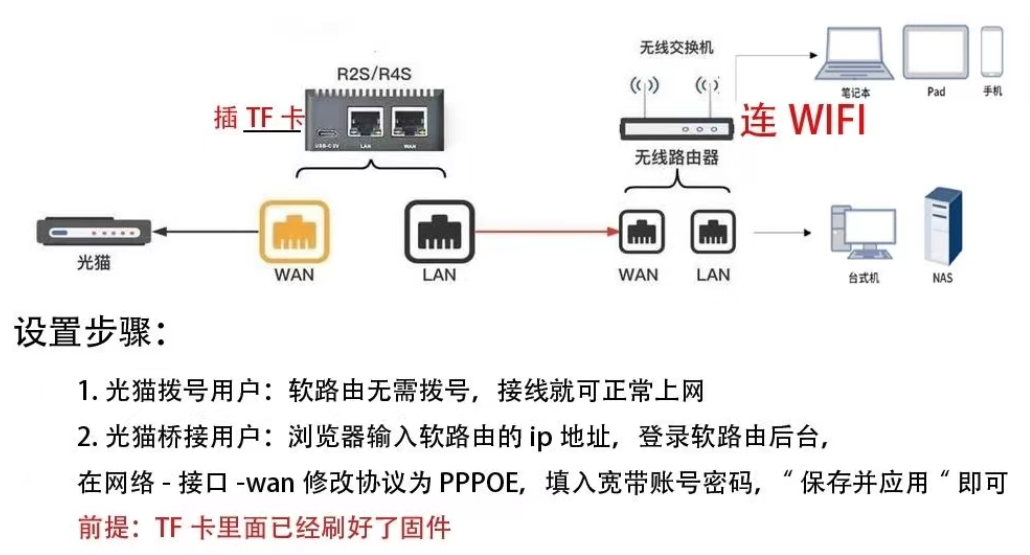 无线交换机
R2S/R4S
插 TF 卡
USB-C 5V
LAN
WAN
连 WIFI
笔记本
Pad
手机
无线路由器
光猫
WAN
LAN
WAN
LAN
台式机
NAS
设置步骤：
1. 光猫拨号用户：软路由无需拨号，接线就可正常上网
2. 光猫桥接用户：浏览器输入软路由的 ip 地址，登录软路由后台，
在网络 - 接口 -wan 修改协议为 PPPOE，填入宽带账号密码，“ 保存并应用 “ 即可
前提：TF 卡里面已经刷好了固件